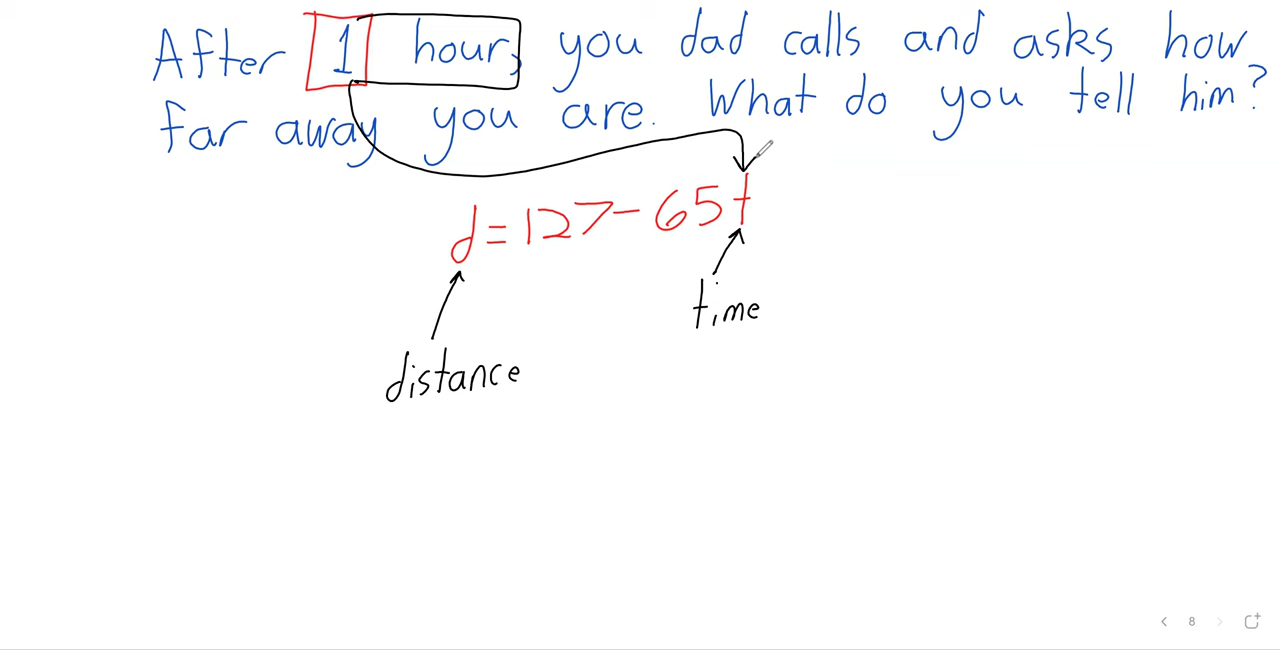 After 1 hour, you dad calls and asks how
far away you are. What do you tell him?
d=127-65t
time
distance
8